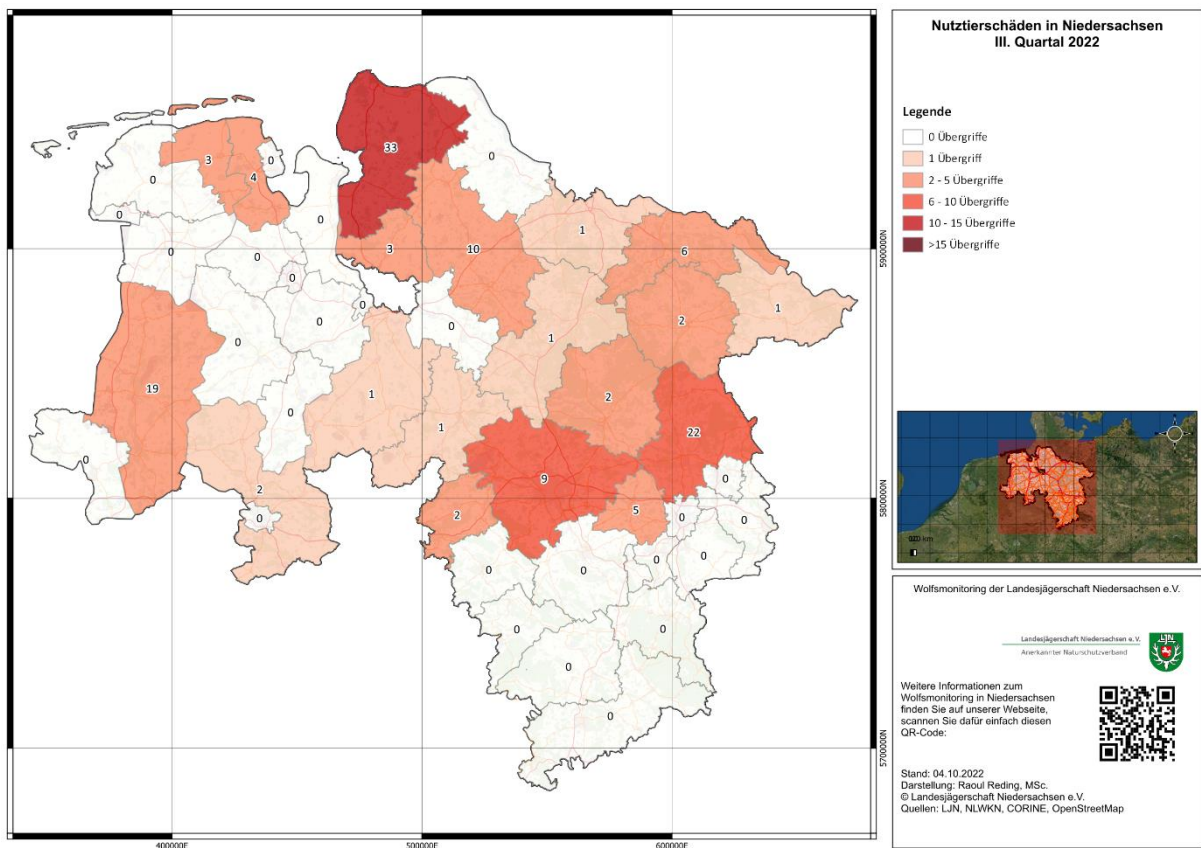 Nutztierschäden in Niedersachsen
III. Quartal 2022
Legende
0 Übergriffe
1 Übergriff
2 - 5 Übergriffe
6 - 10 Übergriffe
10 - 15 Übergriffe
>15 Übergriffe
33
0
3
0
4
0
0
0
1
0
3
10
6
0
0
1
0
0
0
2
0
1
0
19
1
2
0
1
22
0
9
0
2
0
2
5
0
0
0
0
0
0
0
0
0
0
5900000N
5800000N
5700000N
400000E
500000E
600000E
Wolfsmonitoring der Landesjägerschaft Niedersachsen e.V.
Landesjägerschaft Niedersachsen e.V.
Anerkannter Naturschutzverband
LJN
Weitere Informationen zum
Wolfsmonitoring in Niedersachsen
finden Sie auf unserer Webseite,
scannen Sie dafür einfach diesen
QR-Code:
Stand: 04.10.2022
Darstellung: Raoul Reding, MSc.
© Landesjägerschaft Niedersachsen e.V.
Quellen: LJN, NLWKN, CORINE, OpenStreetMap